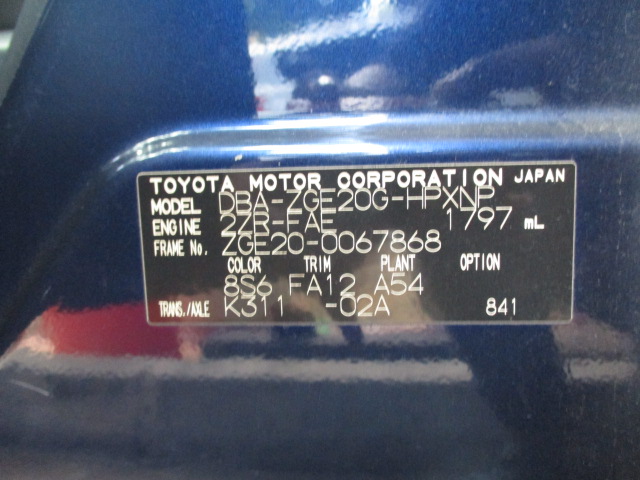 TOYOTA MOTOR CORPORATION JAPAN
MODEL DBA-ZGE20G-HPXNP
ENGINE 2ZR-FAE 1797 mL
FRAME No. ZGE20-0067868
COLOR TRIM PLANT OPTION
8S6 FA12 A54
TRANS./AXLE K311 -02A 841